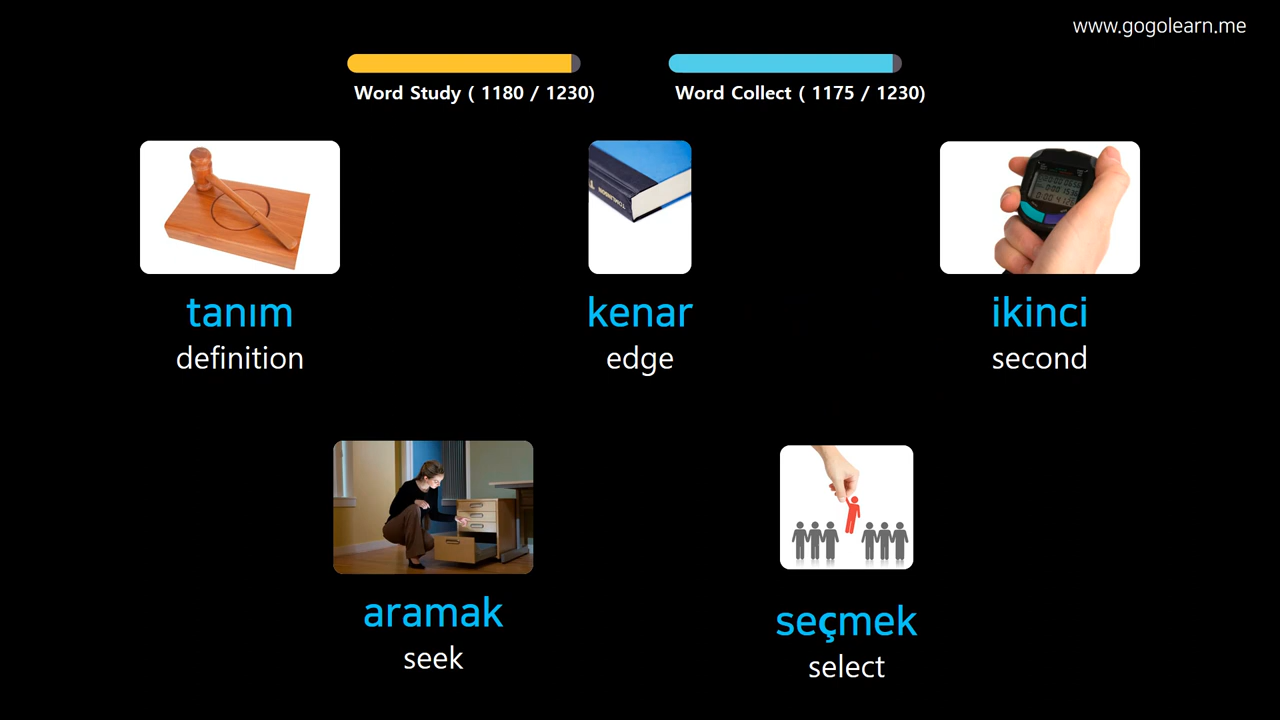 www.gogolearn.me
Word Study ( 1180 / 1230)
Word Collect ( 1175 / 1230)
tanım
definition
kenar
edge
ikinci
second
aramak
seek
seçmek
select